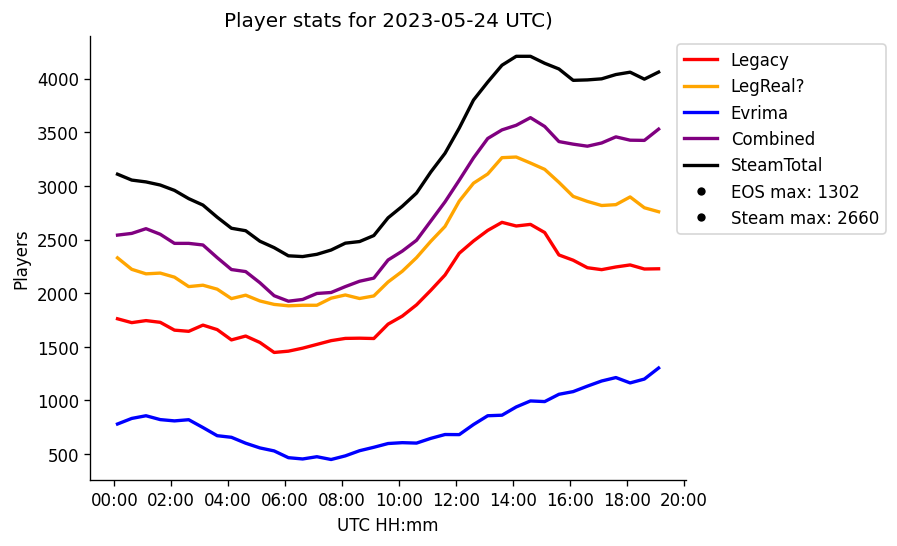 Player stats for 2023-05-24 UTC)
Players
4000
3500
3000
2500
2000
1500
1000
500
00:00 02:00 04:00 06:00 08:00 10:00 12:00 14:00 16:00 18:00 20:00
UTC HH:mm
Legacy
LegReal?
Evrima
Combined
SteamTotal
EOS max: 1302
Steam max: 2660